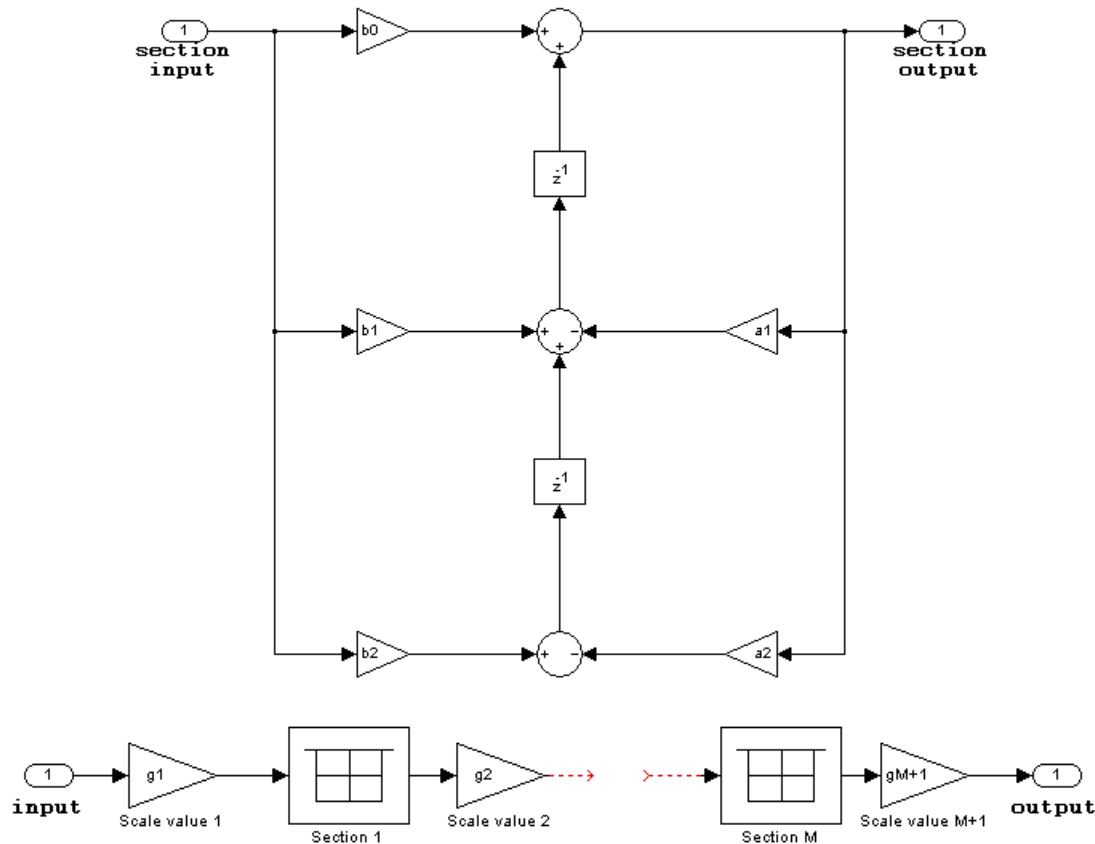 1
section
input
b0
+
+
1
section
output
z-1
b1
+
+
−
a1
z-1
b2
+
−
a2
1
input
g1
Scale value 1
Section 1
g2
Scale value 2
Section M
gM+1
Scale value M+1
1
output